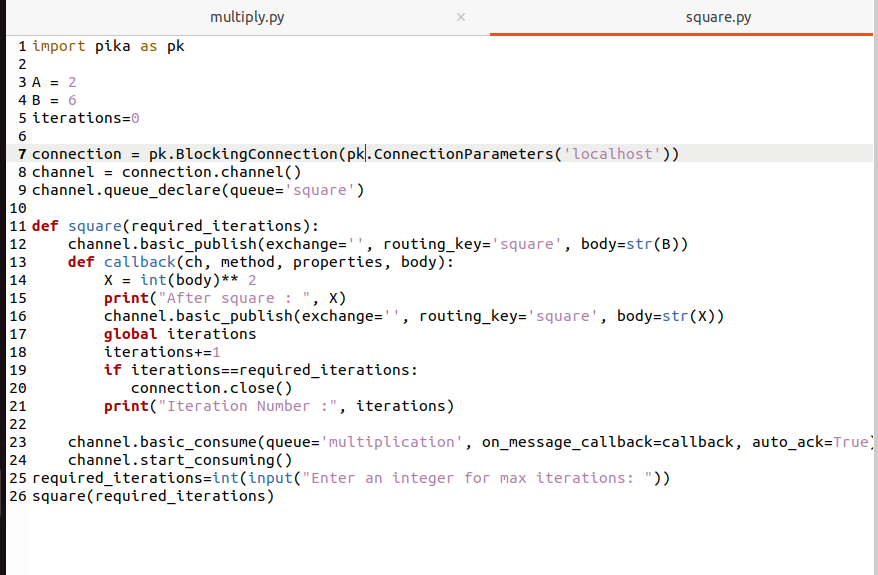 multiply.py × square.py
1 import pika as pk
2
3 A = 2
4 B = 6
5 iterations=0
6
7 connection = pk.BlockingConnection(pk.ConnectionParameters('localhost'))
8 channel = connection.channel()
9 channel.queue_declare(queue='square')
10
11 def square(required_iterations):
12     channel.basic_publish(exchange='', routing_key='square', body=str(B))
13     def callback(ch, method, properties, body):
14         X = int(body)** 2
15         print("After square : ", X)
16         channel.basic_publish(exchange='', routing_key='square', body=str(X))
17         global iterations
18         iterations+=1
19         if iterations==required_iterations:
20            connection.close()
21         print("Iteration Number :", iterations)
22
23     channel.basic_consume(queue='multiplication', on_message_callback=callback, auto_ack=True)
24     channel.start_consuming()
25 required_iterations=int(input("Enter an integer for max iterations: "))
26 square(required_iterations)